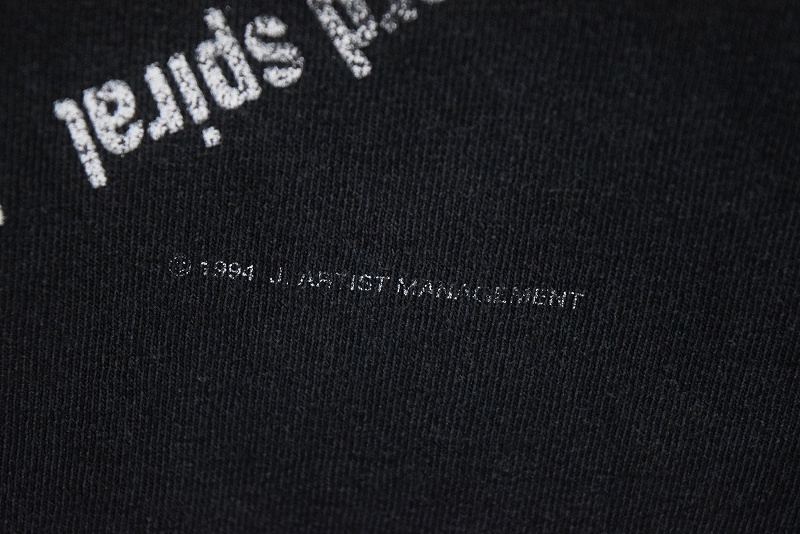 spiral
© 1994 J. ARTIST MANAGEMENT